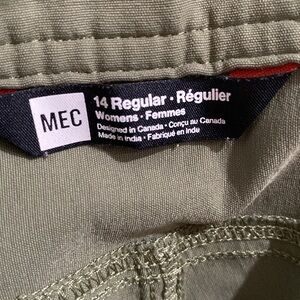 MEC
14 Regular · Régulier
Womens · Femmes
Designed in Canada · Conçu au Canada
Made in India · Fabriqué en Inde